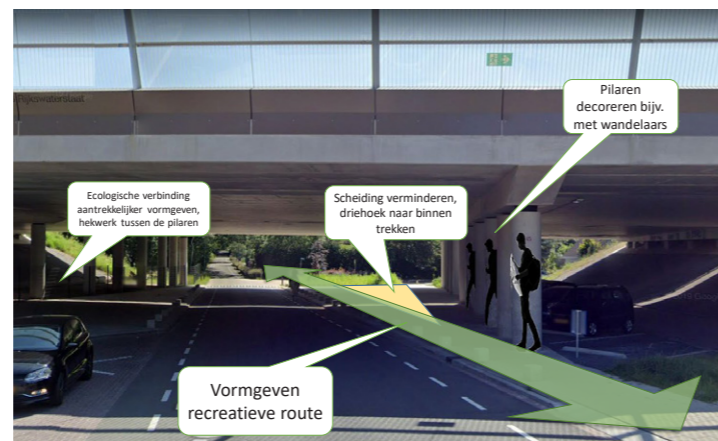 Pilaren
decoreren bijv.
met wandelaars
Ecologische verbinding
aantrekkelijker vormgeven,
hekwerk tussen de pilaren
Scheiding verminderen,
driehoek naar binnen
trekken
Vormgeven
recreatieve route